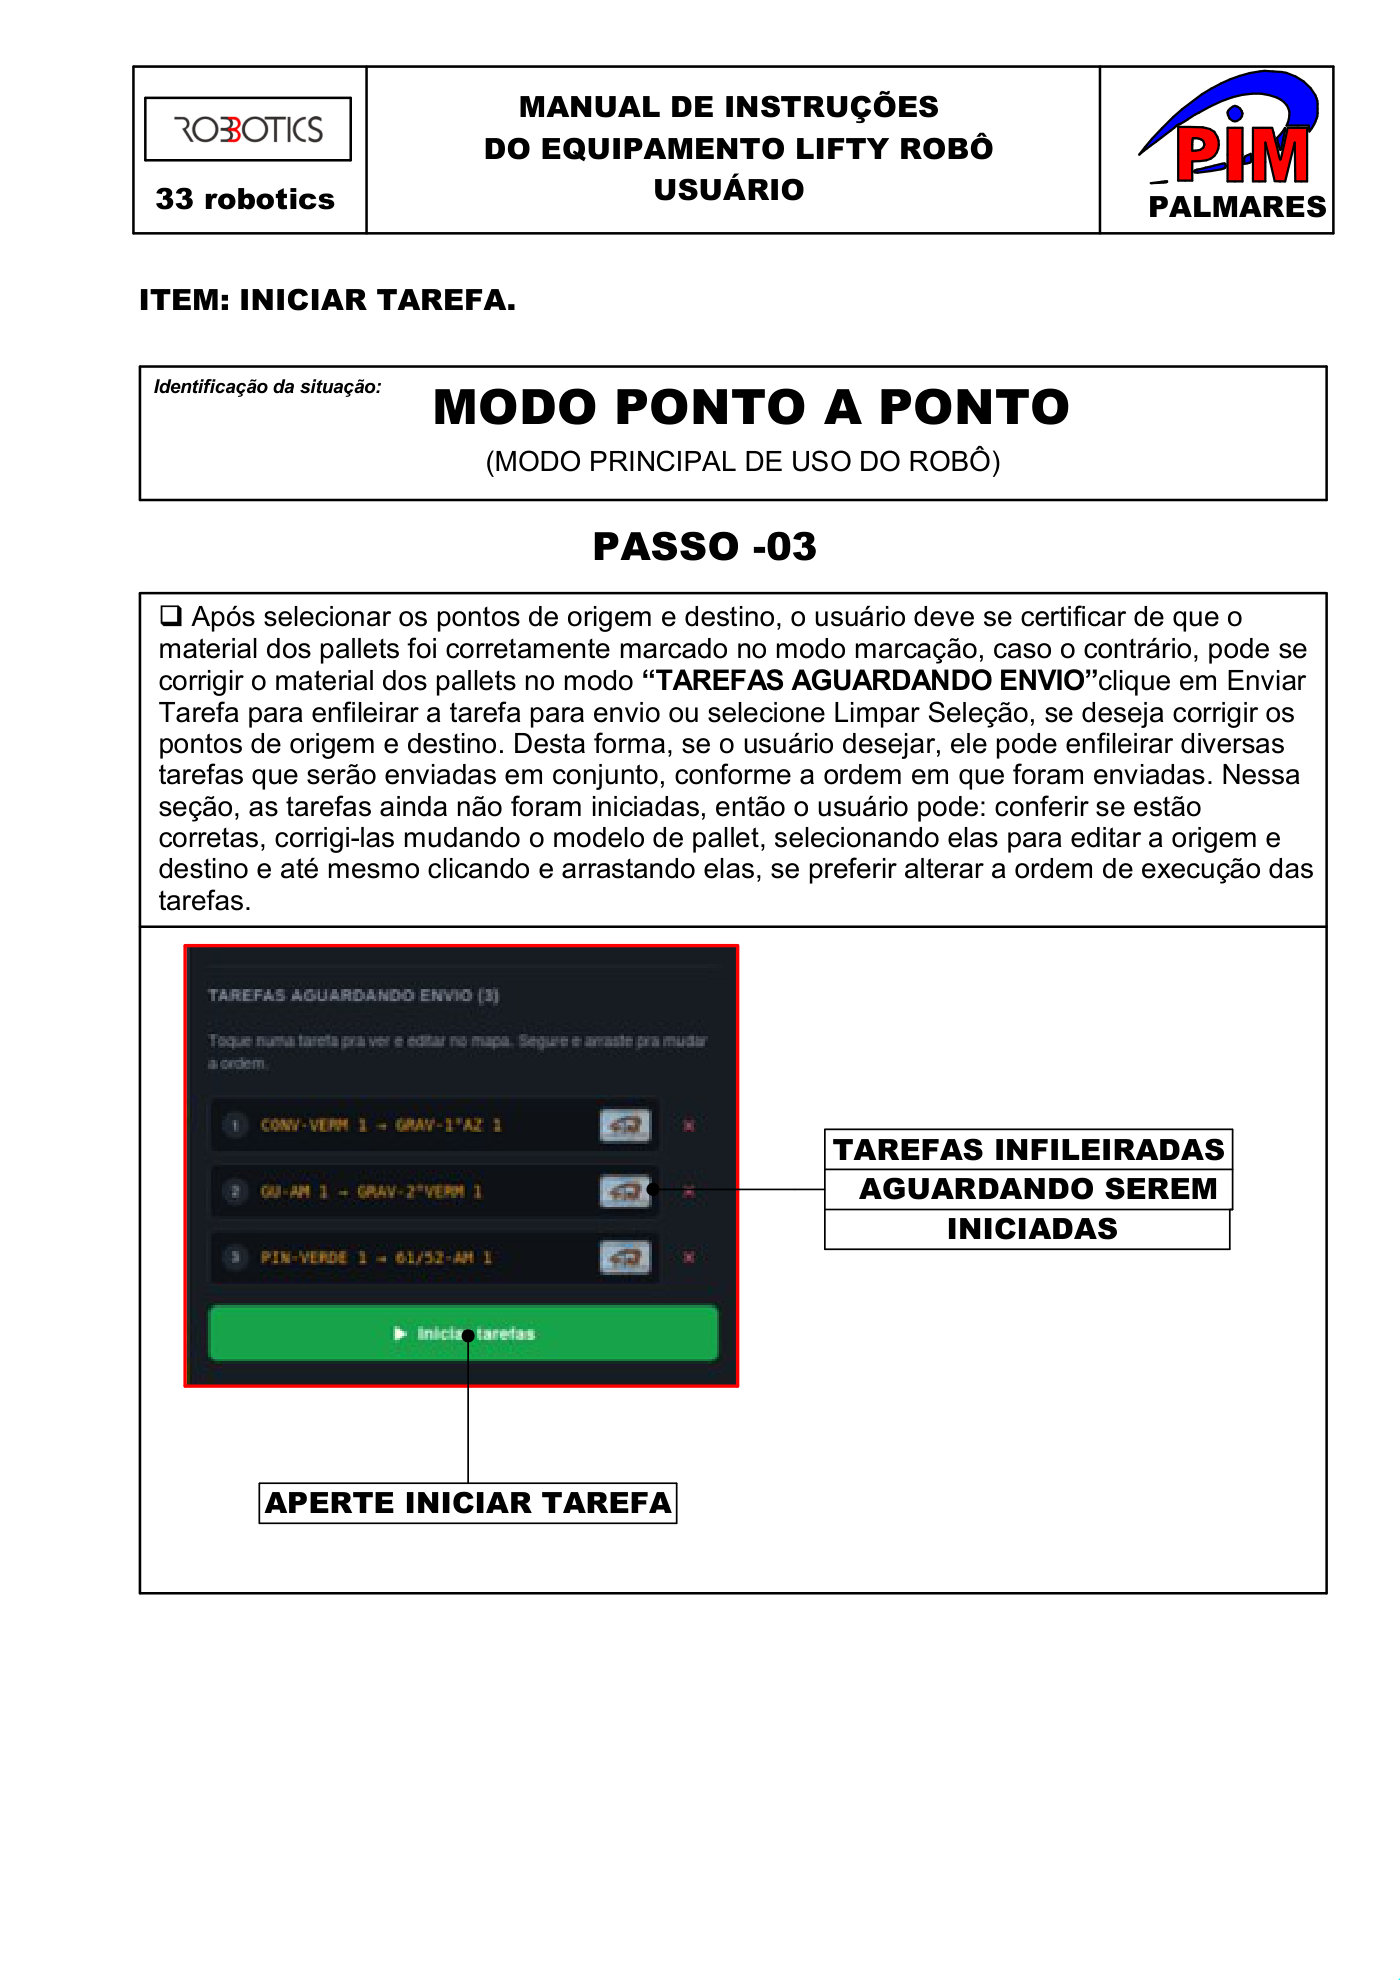 ROBBOTICS
33 robotics
MANUAL DE INSTRUÇÕES
DO EQUIPAMENTO LIFTY ROBÔ
USUÁRIO
PIM
PALMARES
ITEM: INICIAR TAREFA.
Identificação da situação:
MODO PONTO A PONTO
(MODO PRINCIPAL DE USO DO ROBÔ)
PASSO -03
❑ Após selecionar os pontos de origem e destino, o usuário deve se certificar de que o
material dos pallets foi corretamente marcado no modo marcação, caso o contrário, pode se
corrigir o material dos pallets no modo “TAREFAS AGUARDANDO ENVIO”clique em Enviar
Tarefa para enfileirar a tarefa para envio ou selecione Limpar Seleção, se deseja corrigir os
pontos de origem e destino. Desta forma, se o usuário desejar, ele pode enfileirar diversas
tarefas que serão enviadas em conjunto, conforme a ordem em que foram enviadas. Nessa
seção, as tarefas ainda não foram iniciadas, então o usuário pode: conferir se estão
corretas, corrigi-las mudando o modelo de pallet, selecionando elas para editar a origem e
destino e até mesmo clicando e arrastando elas, se preferir alterar a ordem de execução das
tarefas.
TAREFAS AGUARDANDO ENVIO (3)
Toque numa tarefa pra ver e editar no mapa. Segure e arraste pra mudar
a ordem.
1 CONV-VERM 1 → GRAV-1°AZ 1 ×
2 GU-AM 1 → GRAV-2°VERM 1 ×
3 PIN-VERDE 1 → 61/52-AM 1 ×
▶ Iniciar tarefas
TAREFAS INFILEIRADAS
AGUARDANDO SEREM
INICIADAS
APERTE INICIAR TAREFA